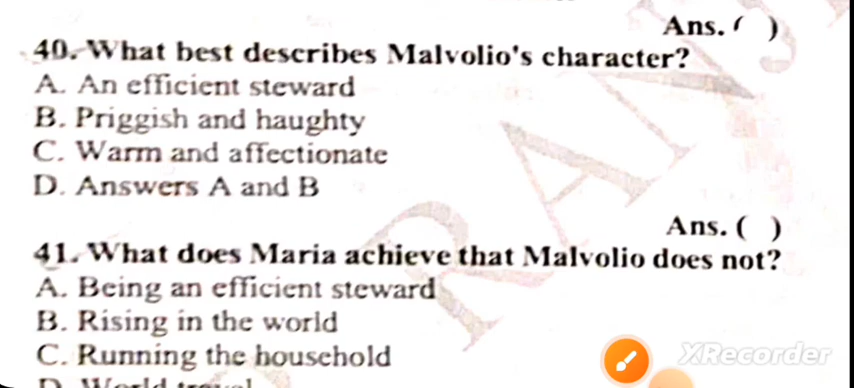 Ans. ( )
40. What best describes Malvolio's character?
A. An efficient steward
B. Priggish and haughty
C. Warm and affectionate
D. Answers A and B
Ans. ( )
41. What does Maria achieve that Malvolio does not?
A. Being an efficient steward
B. Rising in the world
C. Running the household
D. World travel
XRecorder